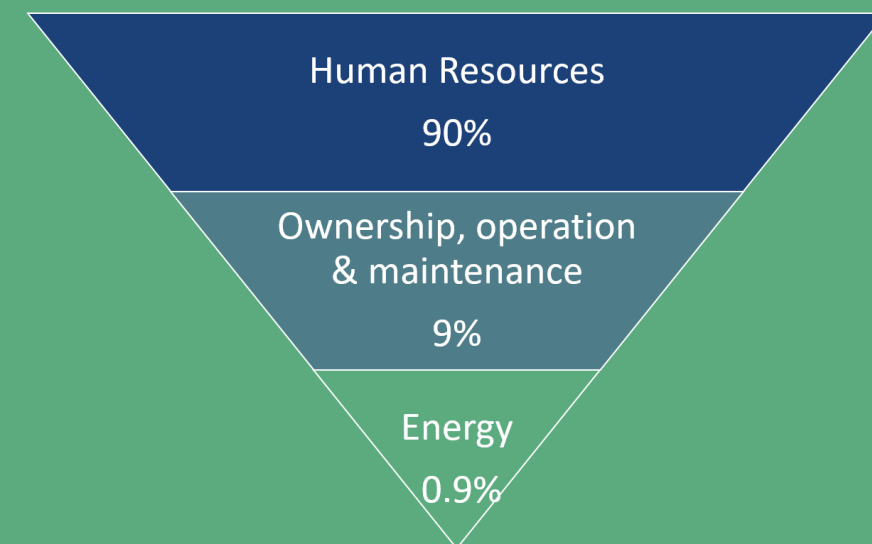 Human Resources
90%
Ownership, operation
& maintenance
9%
Energy
0.9%